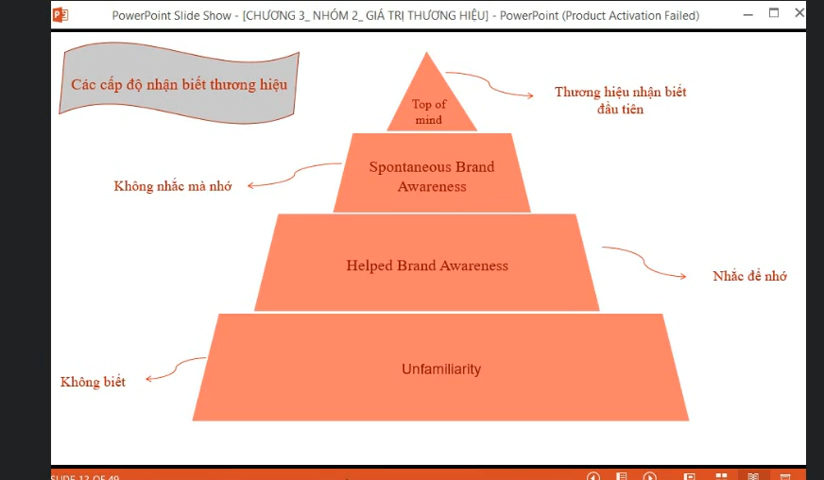 PowerPoint Slide Show - [CHƯƠNG 3_ NHÓM 2_ GIÁ TRỊ THƯƠNG HIỆU] - PowerPoint (Product Activation Failed)
Các cấp độ nhận biết thương hiệu
Top of
mind
Thương hiệu nhận biết
đầu tiên
Spontaneous Brand
Awareness
Không nhắc mà nhớ
Helped Brand Awareness
Nhắc để nhớ
Unfamiliarity
Không biết
SLIDE 12 OF 49